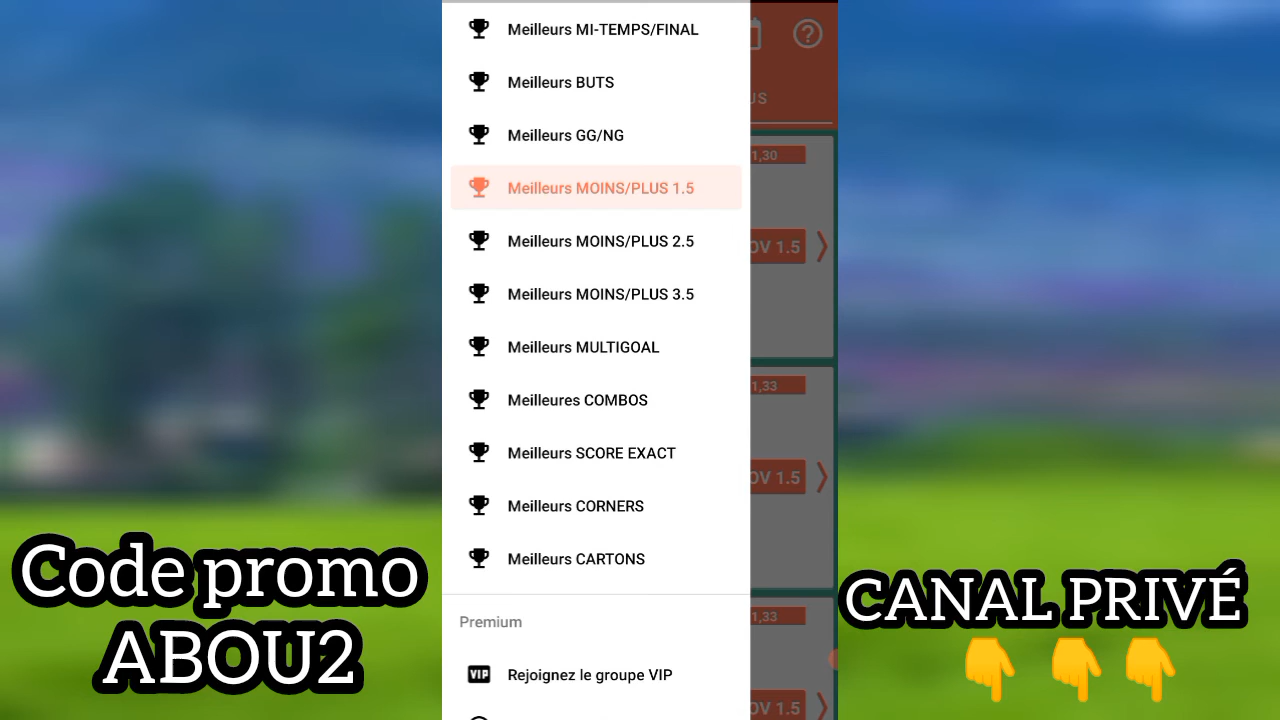 Meilleurs MI-TEMPS/FINAL
Meilleurs BUTS
Meilleurs GG/NG
Meilleurs MOINS/PLUS 1.5
Meilleurs MOINS/PLUS 2.5
Meilleurs MOINS/PLUS 3.5
Meilleurs MULTIGOAL
Meilleures COMBOS
Meilleurs SCORE EXACT
Meilleurs CORNERS
Meilleurs CARTONS
Premium
VIP Rejoignez le groupe VIP
1,30
OV 1.5
1,33
OV 1.5
1,33
OV 1.5
Code promo
ABOU2
CANAL PRIVÉ